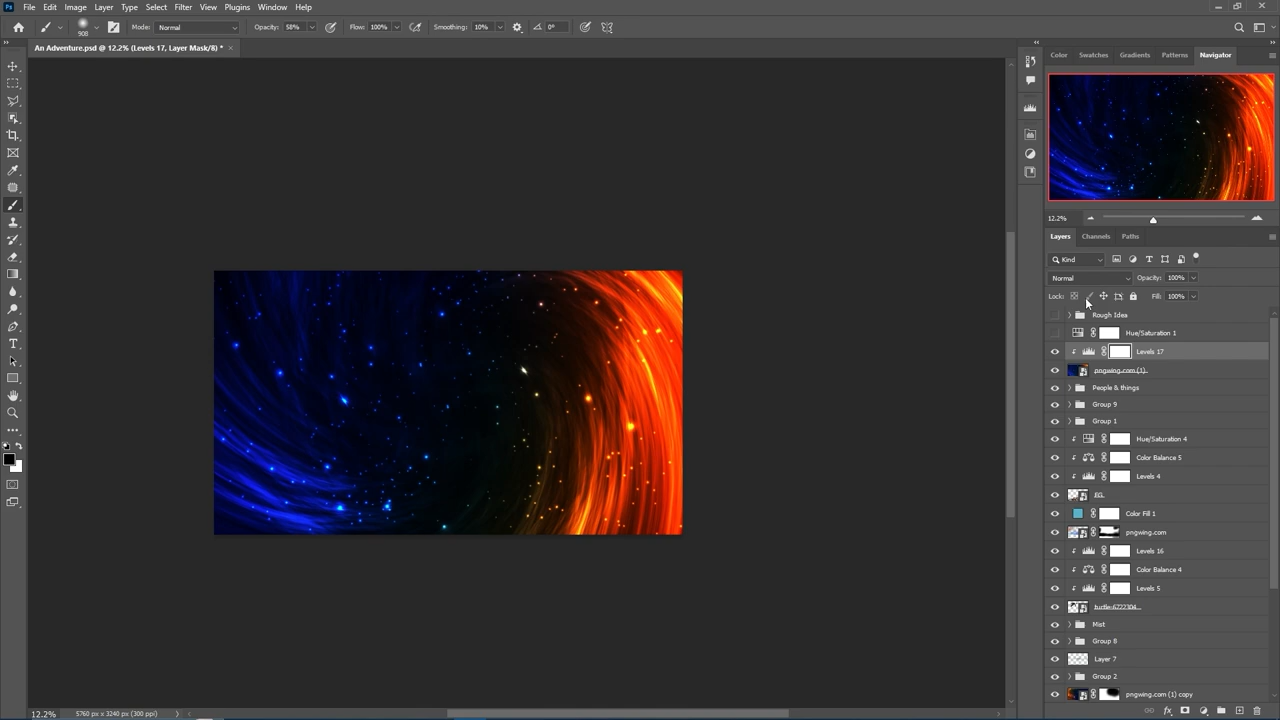 Ps File Edit Image Layer Type Select Filter View Plugins Window Help
908 Mode: Normal Opacity: 58% Flow: 100% Smoothing: 10% 0°
An Adventure.psd @ 12.2% (Levels 17, Layer Mask/8) *
Color Swatches Gradients Patterns Navigator
12.2%
Layers Channels Paths
Kind
Normal Opacity: 100%
Lock: Fill: 100%
Rough Idea
Hue/Saturation 1
Levels 17
pngwing.com (1)
People & things
Group 9
Group 1
Hue/Saturation 4
Color Balance 5
Levels 4
Color Fill 1
pngwing.com
Levels 16
Color Balance 4
Levels 5
turtle-6722304...
Mist
Group 8
Layer 7
Group 2
pngwing.com (1) copy
12.2% 5760 px x 3240 px (300 ppi)